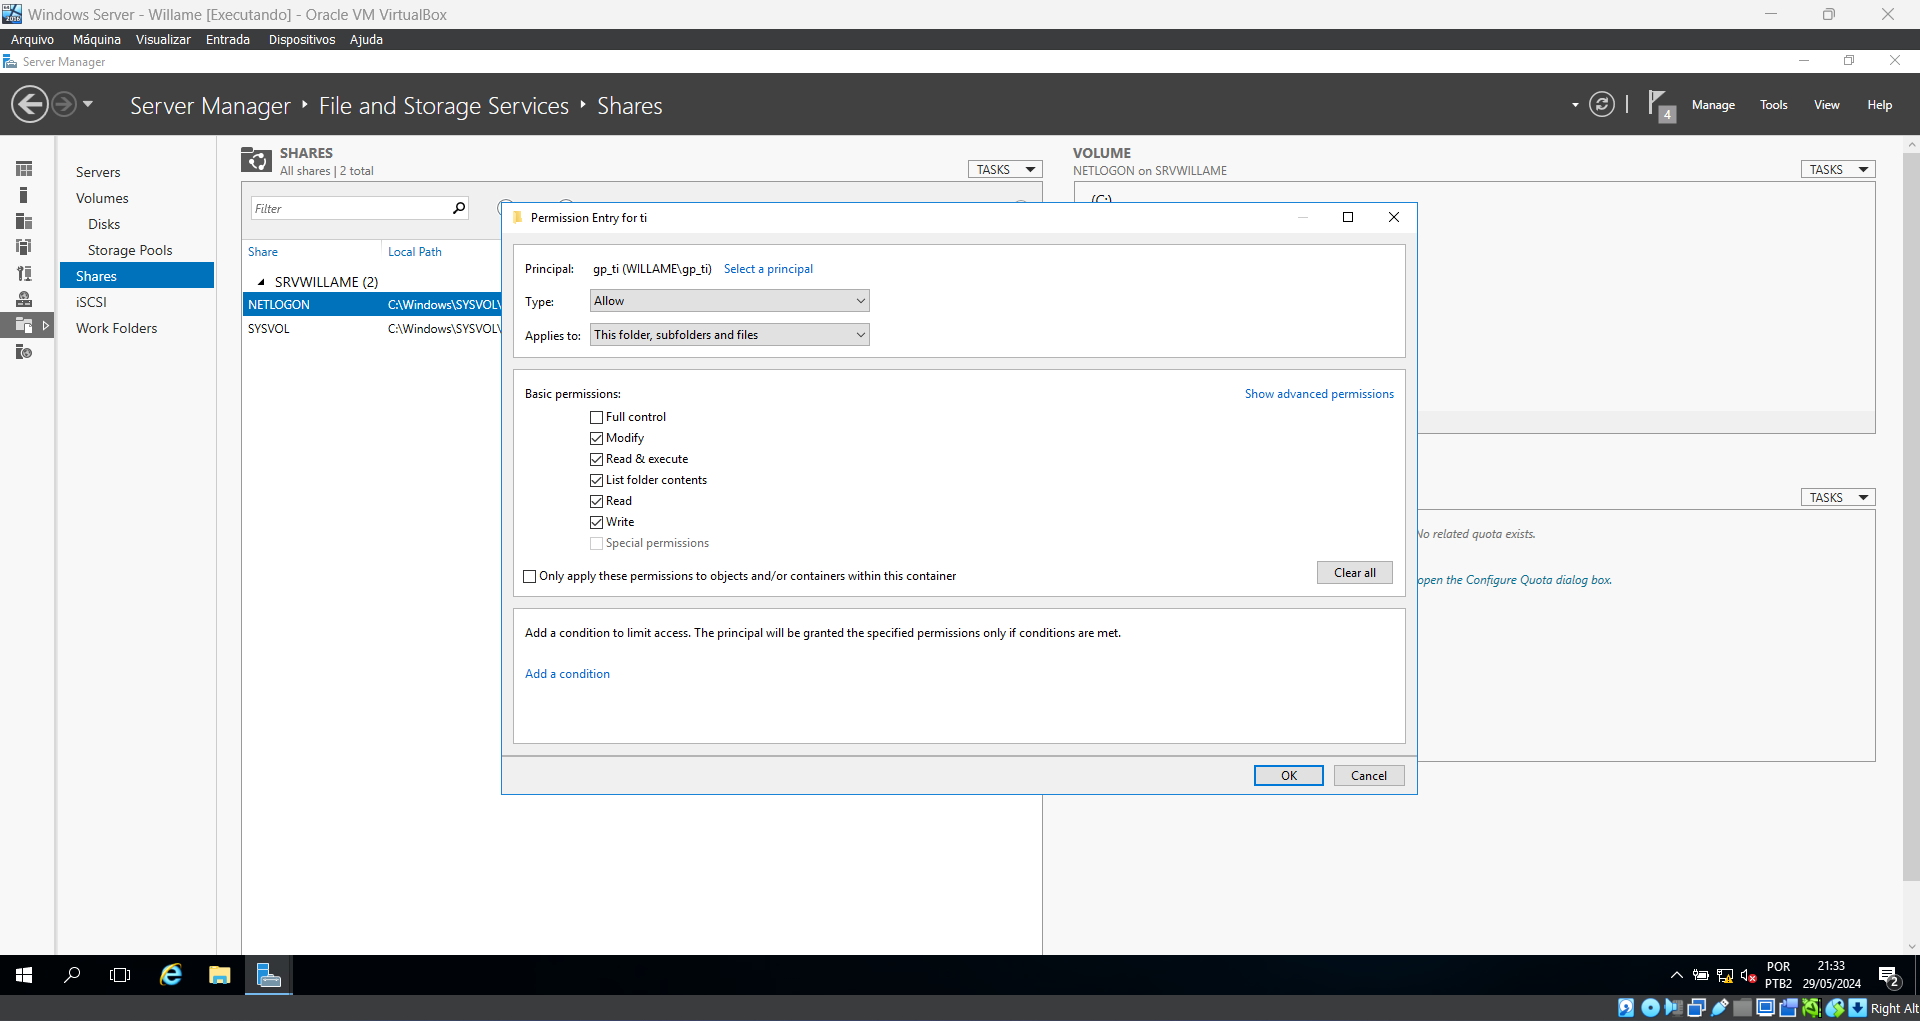 Windows Server - Willame [Executando] - Oracle VM VirtualBox
Arquivo Máquina Visualizar Entrada Dispositivos Ajuda
Server Manager
Server Manager ‣ File and Storage Services ‣ Shares
4
Manage Tools View Help
Servers
Volumes
Disks
Storage Pools
Shares
iSCSI
Work Folders
SHARES
All shares | 2 total
TASKS
Filter
Share Local Path
SRVWILLAME (2)
NETLOGON C:\Windows\SYSVOL\
SYSVOL C:\Windows\SYSVOL\
VOLUME
NETLOGON on SRVWILLAME
TASKS
(C:)
TASKS
No related quota exists.
open the Configure Quota dialog box.
Permission Entry for ti
Principal: gp_ti (WILLAME\gp_ti) Select a principal
Type: Allow
Applies to: This folder, subfolders and files
Basic permissions: Show advanced permissions
Full control
Modify
Read & execute
List folder contents
Read
Write
Special permissions
Only apply these permissions to objects and/or containers within this container
Clear all
Add a condition to limit access. The principal will be granted the specified permissions only if conditions are met.
Add a condition
OK Cancel
POR
PTB2
21:33
29/05/2024
2
Right Alt